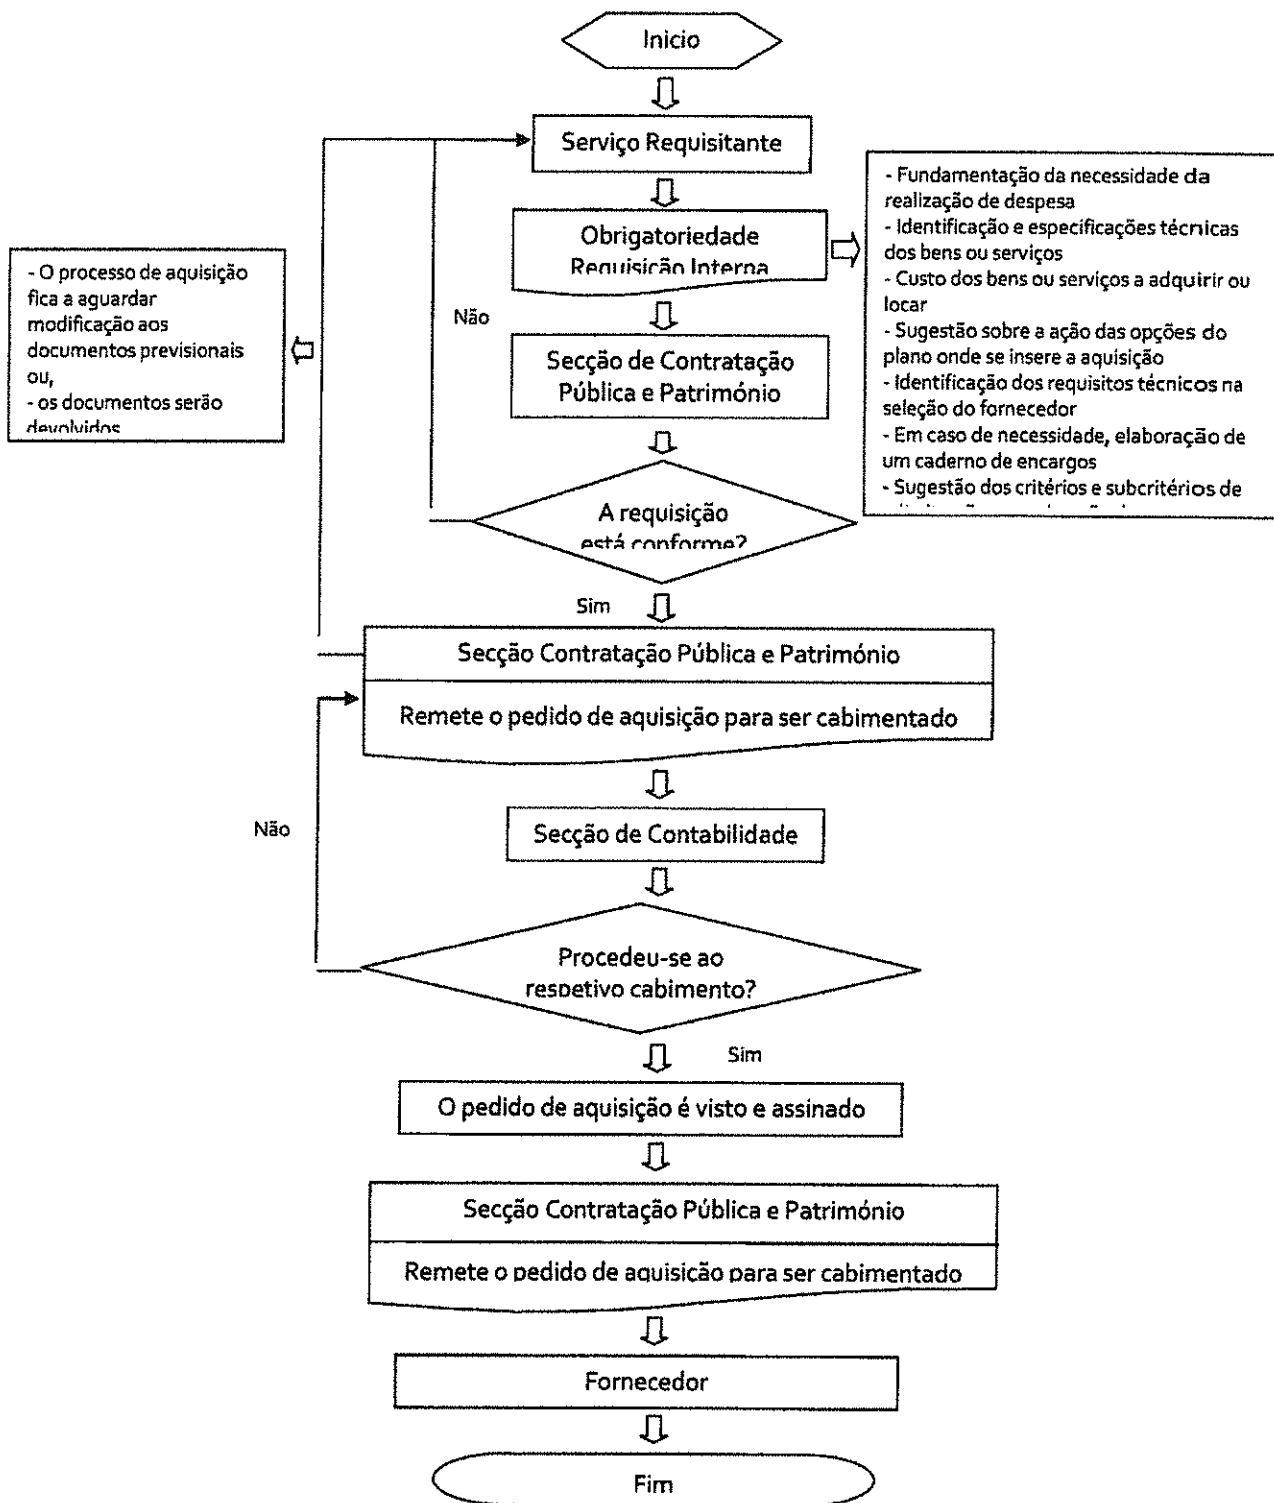 Inicio
Serviço Requisitante
Obrigatoriedade
Requisição Interna
- Fundamentação da necessidade da
realização de despesa
- Identificação e especificações técnicas
dos bens ou serviços
- Custo dos bens ou serviços a adquirir ou
locar
- Sugestão sobre a ação das opções do
plano onde se insere a aquisição
- Identificação dos requisitos técnicos na
seleção do fornecedor
- Em caso de necessidade, elaboração de
um caderno de encargos
- Sugestão dos critérios e subcritérios de
- O processo de aquisição
fica a aguardar
modificação aos
documentos previsionais
ou,
- os documentos serão
devolvidos
Não
Secção de Contratação
Pública e Património
A requisição
está conforme?
Sim
Secção Contratação Pública e Património
Remete o pedido de aquisição para ser cabimentado
Secção de Contabilidade
Não
Procedeu-se ao
respetivo cabimento?
Sim
O pedido de aquisição é visto e assinado
Secção Contratação Pública e Património
Remete o pedido de aquisição para ser cabimentado
Fornecedor
Fim